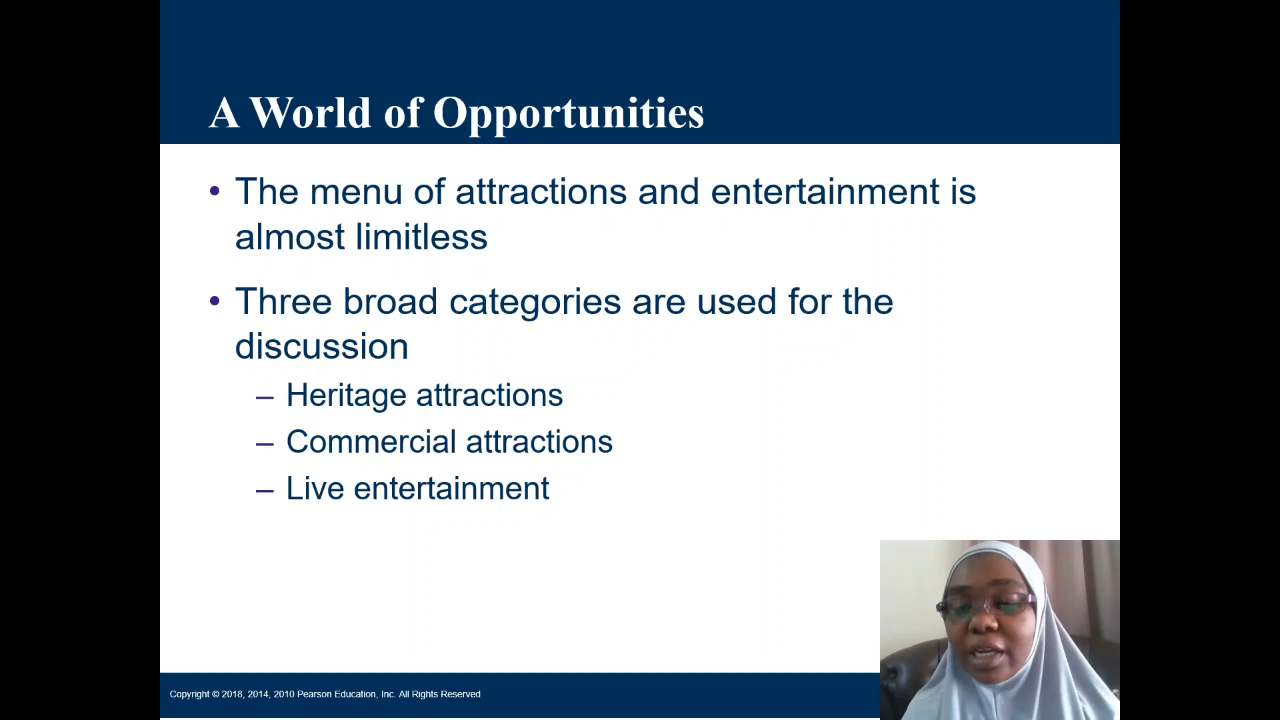 A World of Opportunities
• The menu of attractions and entertainment is
almost limitless
• Three broad categories are used for the
discussion
– Heritage attractions
– Commercial attractions
– Live entertainment
Copyright © 2018, 2014, 2010 Pearson Education, Inc. All Rights Reserved